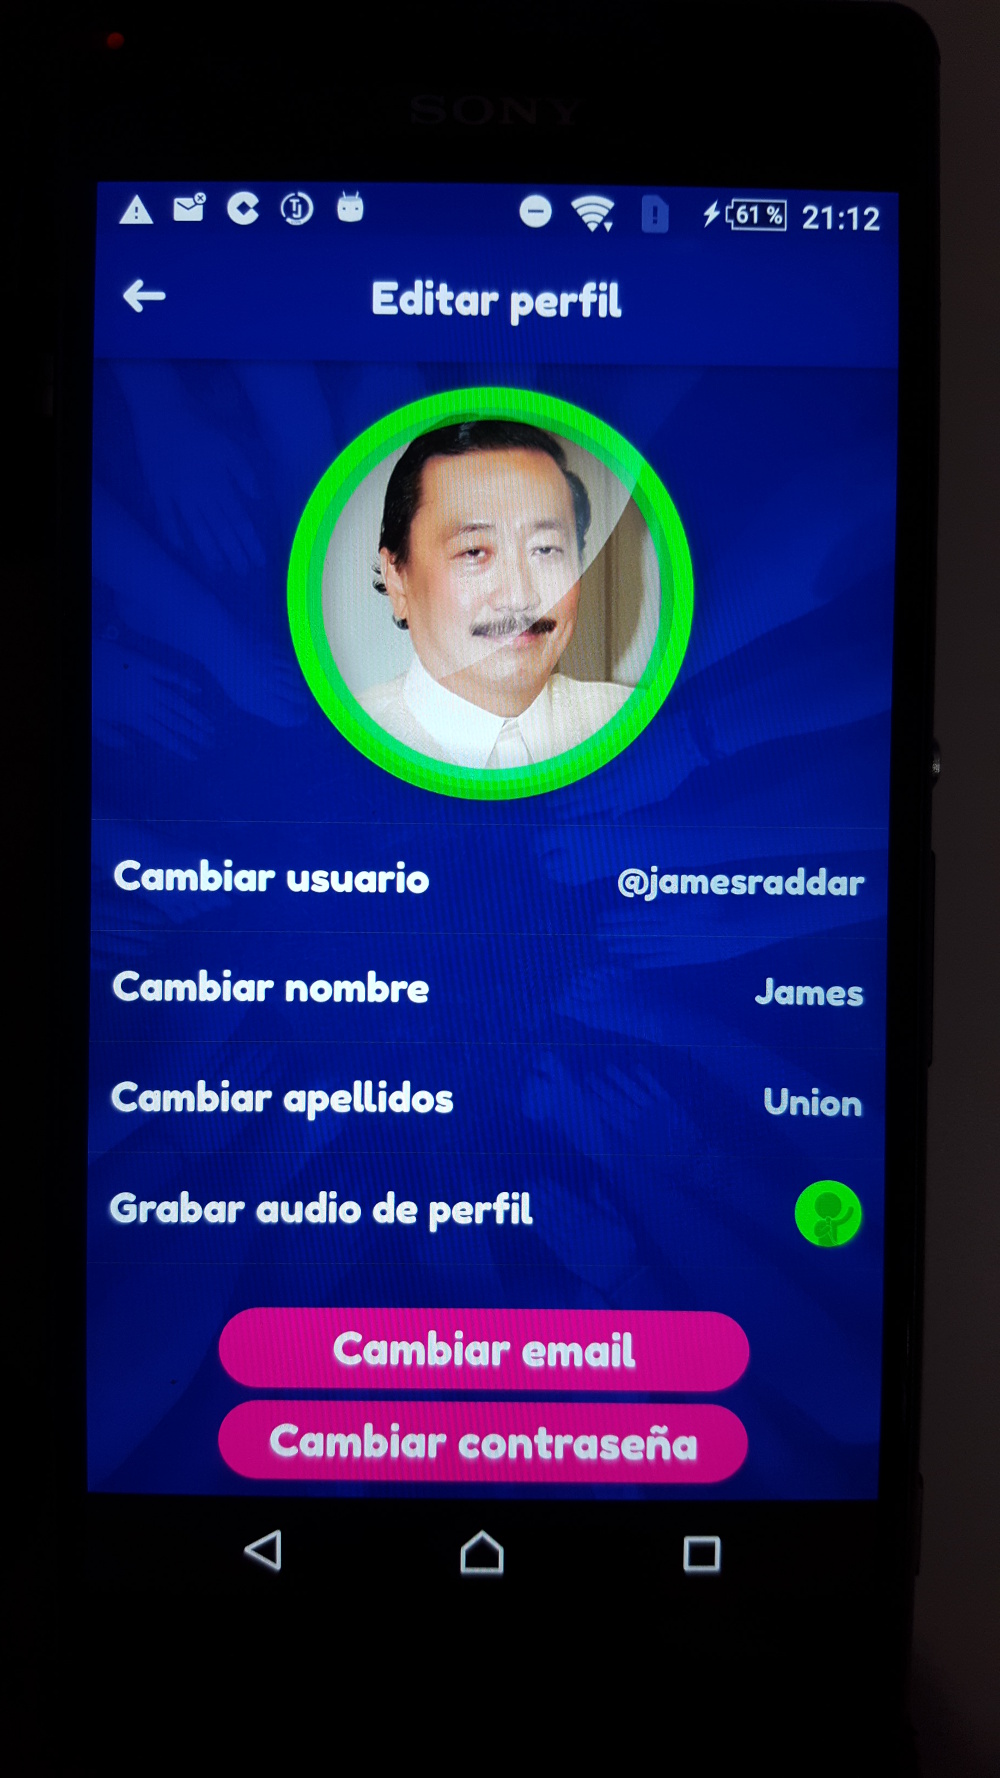 SONY
61 % 21:12
Editar perfil
Cambiar usuario @jamesraddar
Cambiar nombre James
Cambiar apellidos Union
Grabar audio de perfil
Cambiar email
Cambiar contraseña